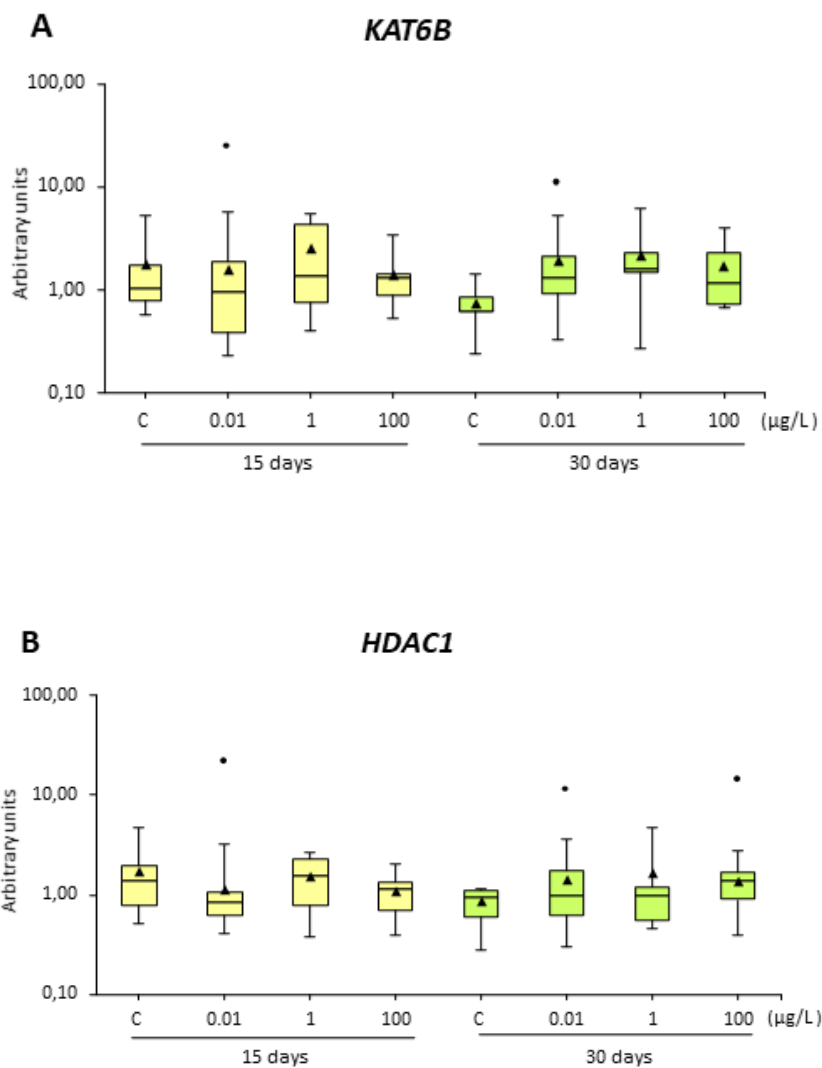 A
KAT6B
100,00
10,00
1,00
0,10
Arbitrary units
C 0.01 1 100 C 0.01 1 100 (µg/L)
15 days 30 days
B
HDAC1
100,00
10,00
1,00
0,10
Arbitrary units
C 0.01 1 100 C 0.01 1 100 (µg/L)
15 days 30 days